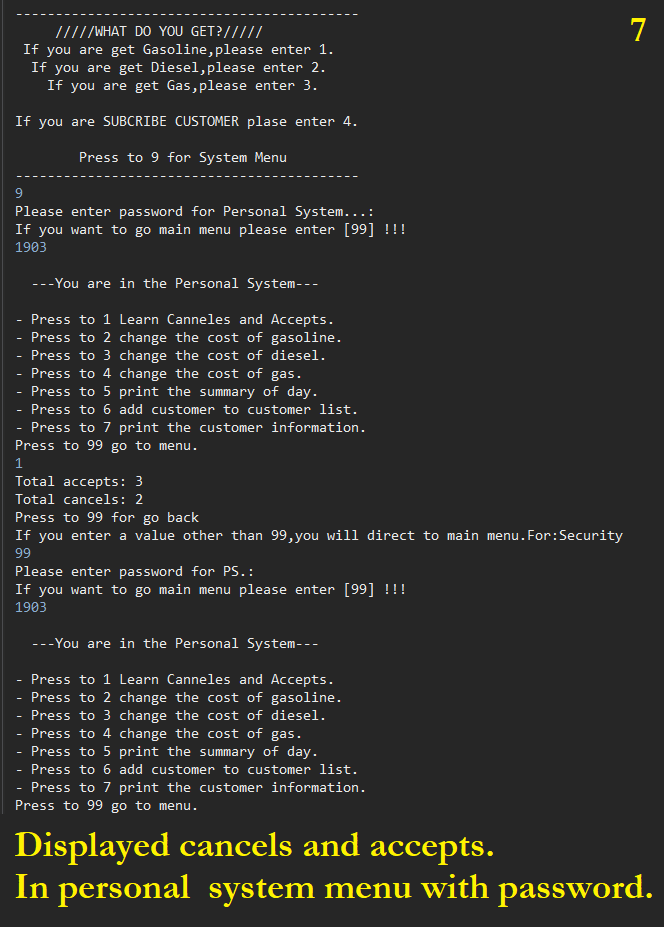 -------------------------------------------
/////WHAT DO YOU GET?/////
7
If you are get Gasoline,please enter 1.
If you are get Diesel,please enter 2.
If you are get Gas,please enter 3.
If you are SUBCRIBE CUSTOMER plase enter 4.
Press to 9 for System Menu
-------------------------------------------
9
Please enter password for Personal System...:
If you want to go main menu please enter [99] !!!
1903
---You are in the Personal System---
- Press to 1 Learn Canneles and Accepts.
- Press to 2 change the cost of gasoline.
- Press to 3 change the cost of diesel.
- Press to 4 change the cost of gas.
- Press to 5 print the summary of day.
- Press to 6 add customer to customer list.
- Press to 7 print the customer information.
Press to 99 go to menu.
1
Total accepts: 3
Total cancels: 2
Press to 99 for go back
If you enter a value other than 99,you will direct to main menu.For:Security
99
Please enter password for PS.:
If you want to go main menu please enter [99] !!!
1903
---You are in the Personal System---
- Press to 1 Learn Canneles and Accepts.
- Press to 2 change the cost of gasoline.
- Press to 3 change the cost of diesel.
- Press to 4 change the cost of gas.
- Press to 5 print the summary of day.
- Press to 6 add customer to customer list.
- Press to 7 print the customer information.
Press to 99 go to menu.
Displayed cancels and accepts.
In personal system menu with password.